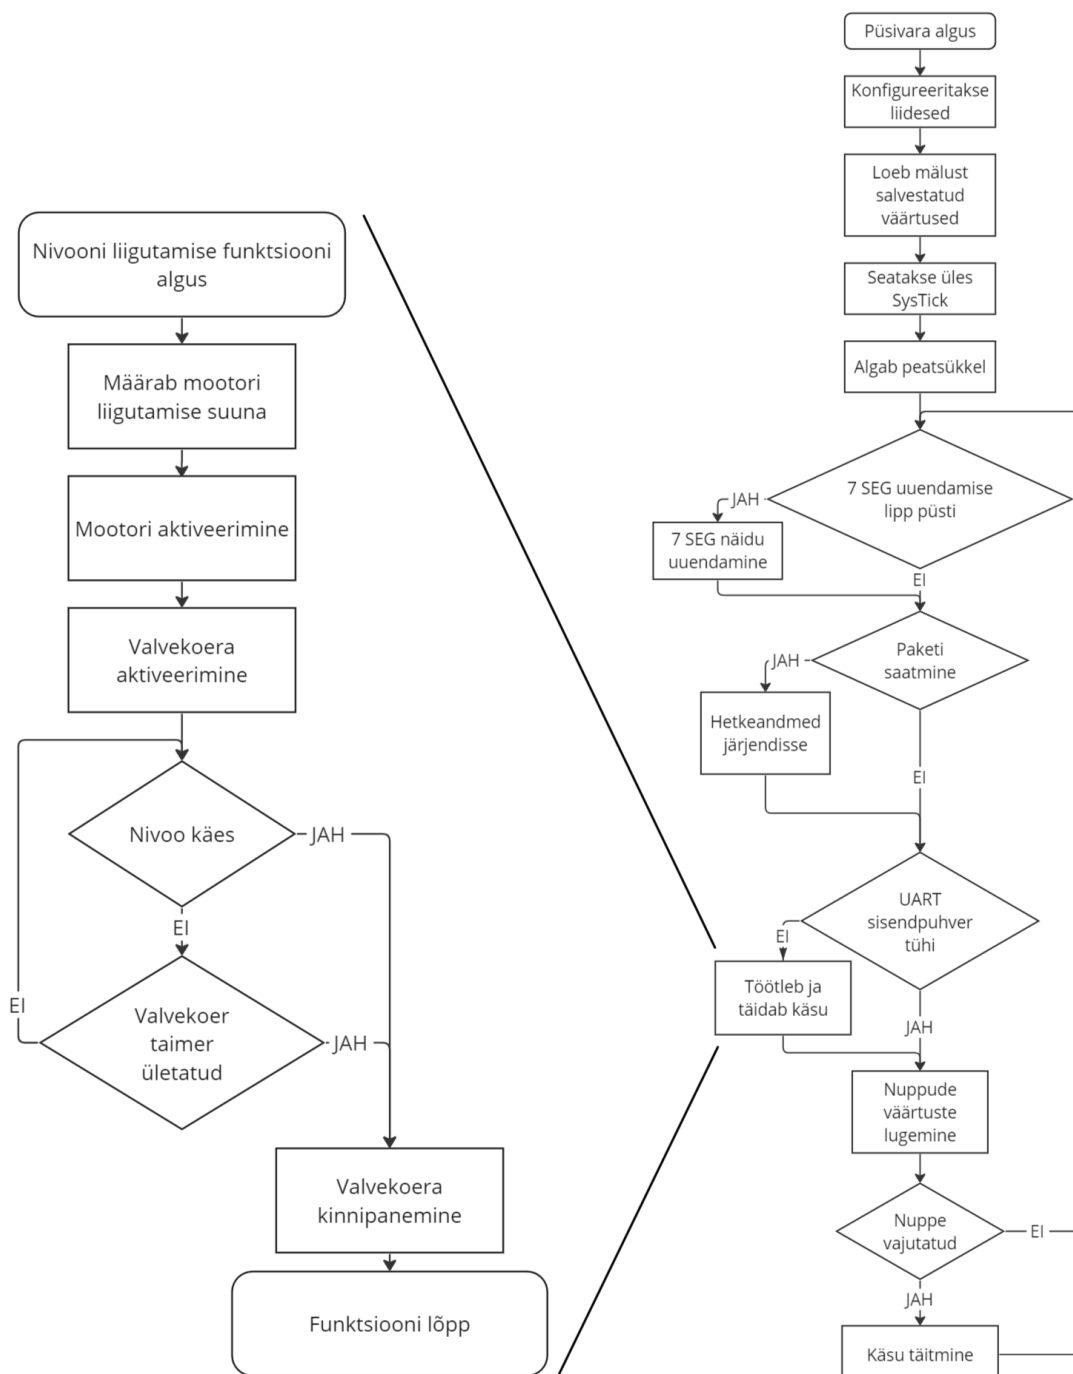 Nivooni liigutamise funktsiooni
algus
Määrab mootori
liigutamise suuna
Mootori aktiveerimine
Valvekoera
aktiveerimine
Nivoo käes
JAH
EI
Valvekoer
taimer
ületatud
EI
JAH
Valvekoera
kinnipanemine
Funktsiooni lõpp
Püsivara algus
Konfigureeritakse
liidesed
Loeb mälust
salvestatud
väärtused
Seatakse üles
SysTick
Algab peatsükkel
7 SEG uuendamise
lipp püsti
JAH
7 SEG näidu
uuendamine
EI
Paketi
saatmine
JAH
Hetkeandmed
järjendisse
EI
UART
sisendpuhver
tühi
EI
Töötleb ja
täidab käsu
JAH
Nuppude
väärtuste
lugemine
Nuppe
vajutatud
EI
JAH
Käsu täitmine